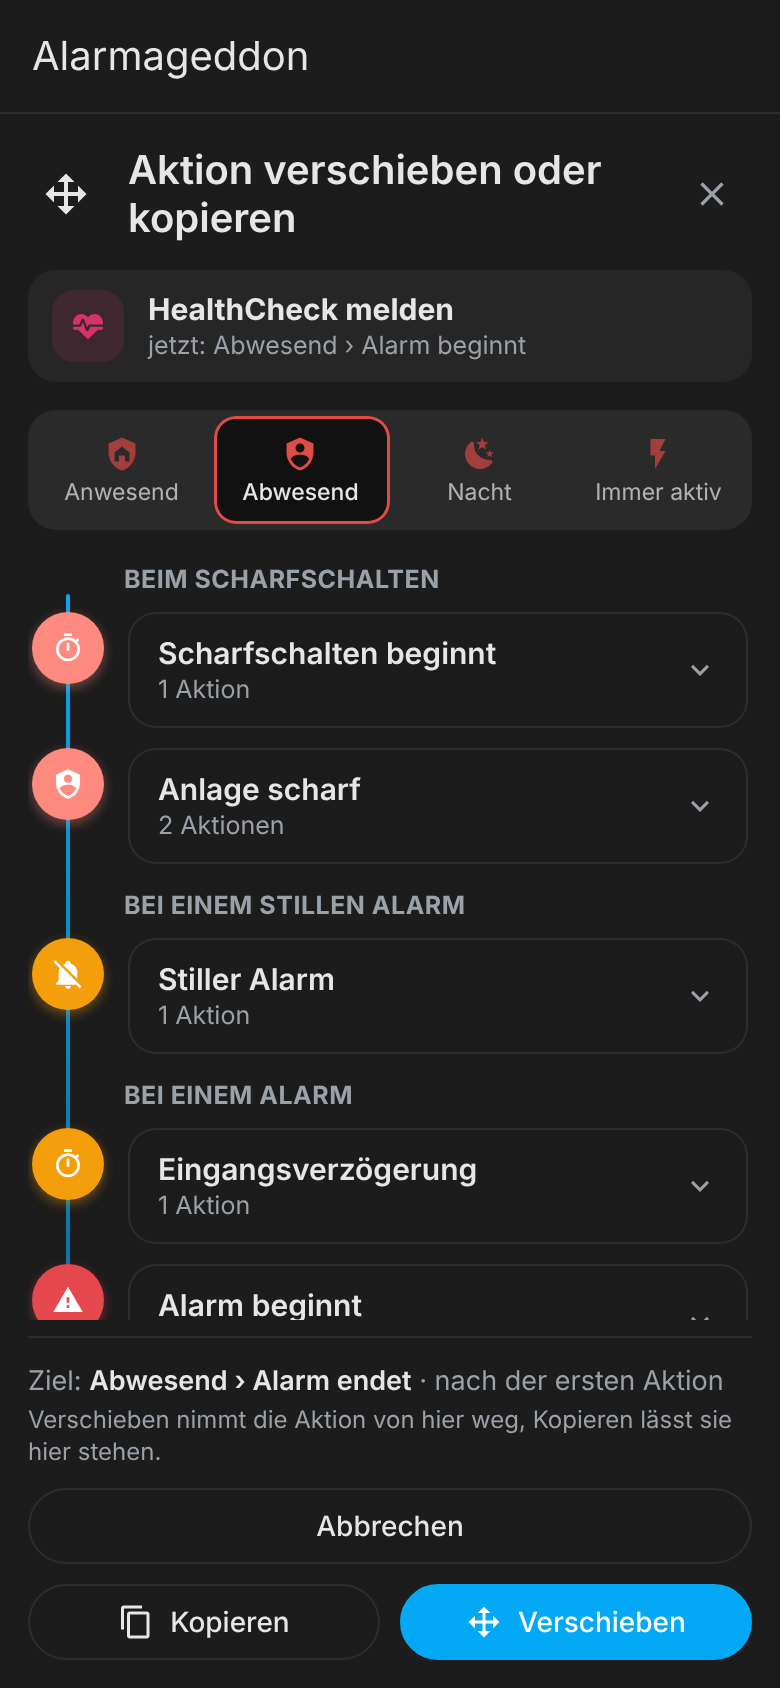 Alarmageddon
Aktion verschieben oder
kopieren
HealthCheck melden
jetzt: Abwesend › Alarm beginnt
Anwesend
Abwesend
Nacht
Immer aktiv
BEIM SCHARFSCHALTEN
Scharfschalten beginnt
1 Aktion
Anlage scharf
2 Aktionen
BEI EINEM STILLEN ALARM
Stiller Alarm
1 Aktion
BEI EINEM ALARM
Eingangsverzögerung
1 Aktion
Alarm beginnt
Ziel: Abwesend › Alarm endet · nach der ersten Aktion
Verschieben nimmt die Aktion von hier weg, Kopieren lässt sie
hier stehen.
Abbrechen
Kopieren
Verschieben